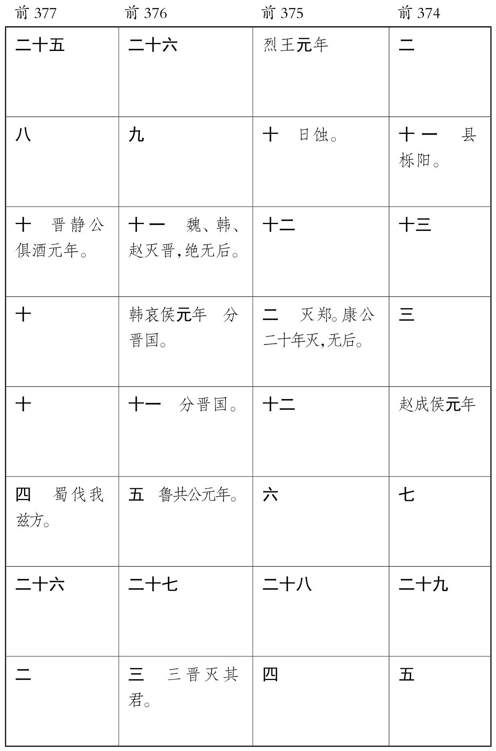 前 377 前 376 前 375 前 374
二十五 二十六 烈王元年 二
八 九 十 日蚀。 十一 县
栎阳。
十 晋静公 十一 魏、韩、 十二 十三
俱酒元年。 赵灭晋,绝无后。
十 韩哀侯元年 分 二 灭郑。康公 三
晋国。 二十年灭,无后。
十 十一 分晋国。 十二 赵成侯元年
四 蜀伐我 五 鲁共公元年。 六 七
兹方。
二十六 二十七 二十八 二十九
二 三 三晋灭其 四 五
君。